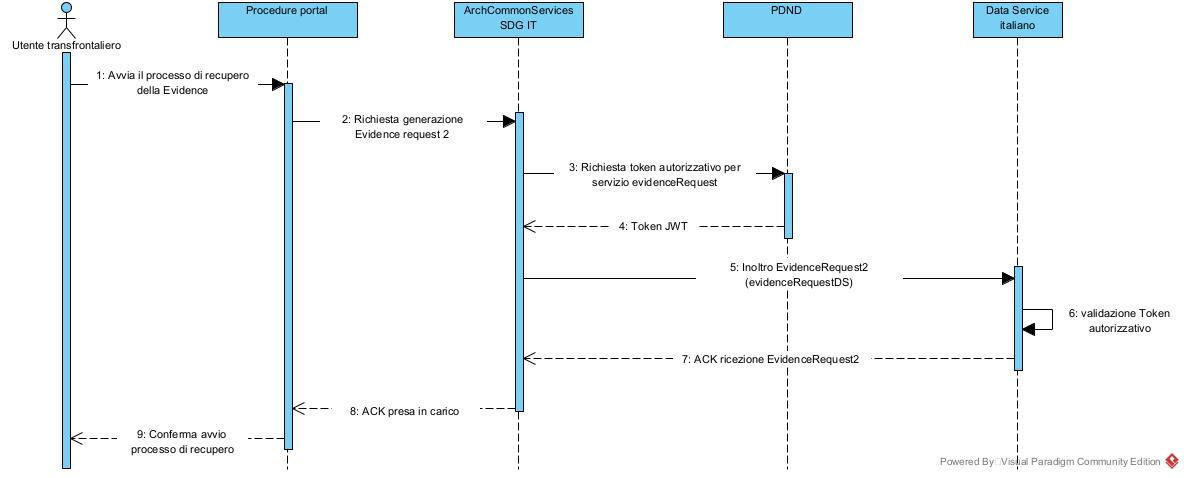 Procedure portal
ArchCommonServices
SDG IT
PDND
Data Service
italiano
Utente transfrontaliero
1: Avvia il processo di recupero
della Evidence
2: Richiesta generazione
Evidence request 2
3: Richiesta token autorizzativo per
servizio evidenceRequest
4: Token JWT
5: Inoltro EvidenceRequest2
(evidenceRequestDS)
6: validazione Token
autorizzativo
7: ACK ricezione EvidenceRequest2
8: ACK presa in carico
9: Conferma avvio
processo di recupero
Powered By Visual Paradigm Community Edition